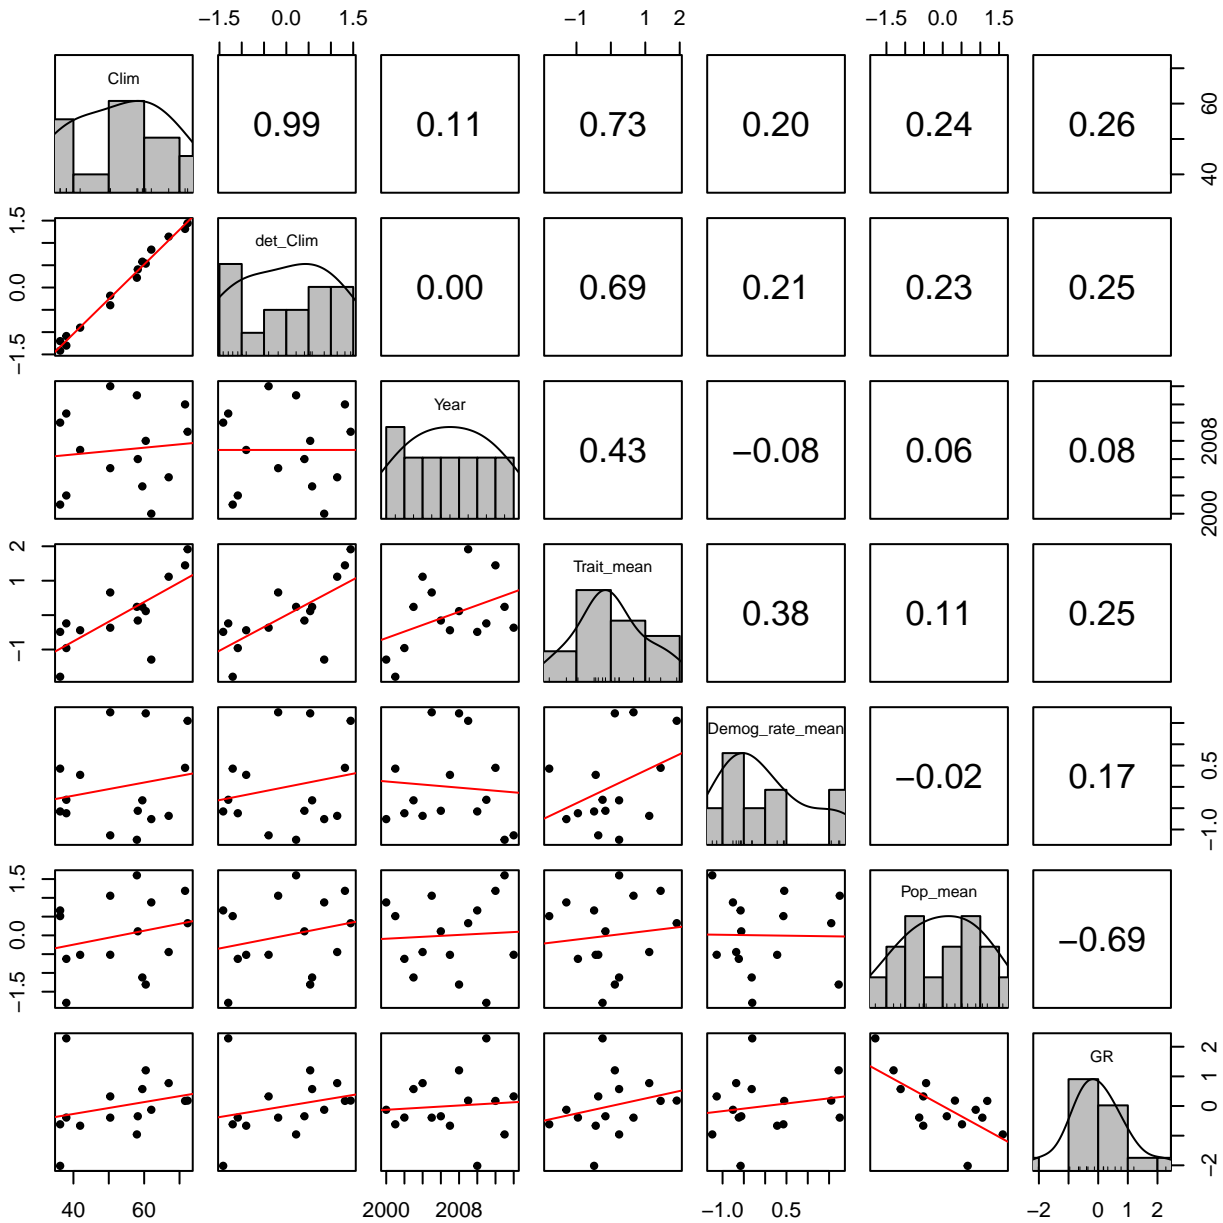 −1.5 0.0 1.5 −1 1 2 −1.5 0.0 1.5
Clim 0.99 0.11 0.73 0.20 0.24 0.26 40 60
−1.5 0.0 1.5 det_Clim 0.00 0.69 0.21 0.23 0.25
Year 0.43 −0.08 0.06 0.08 2000 2008
−1 1 2 Trait_mean 0.38 0.11 0.25
Demog_rate_mean −0.02 0.17 −1.0 0.5
−1.5 0.0 1.5 Pop_mean −0.69
GR −2 0 1 2
40 60 2000 2008 −1.0 0.5 −2 0 1 2